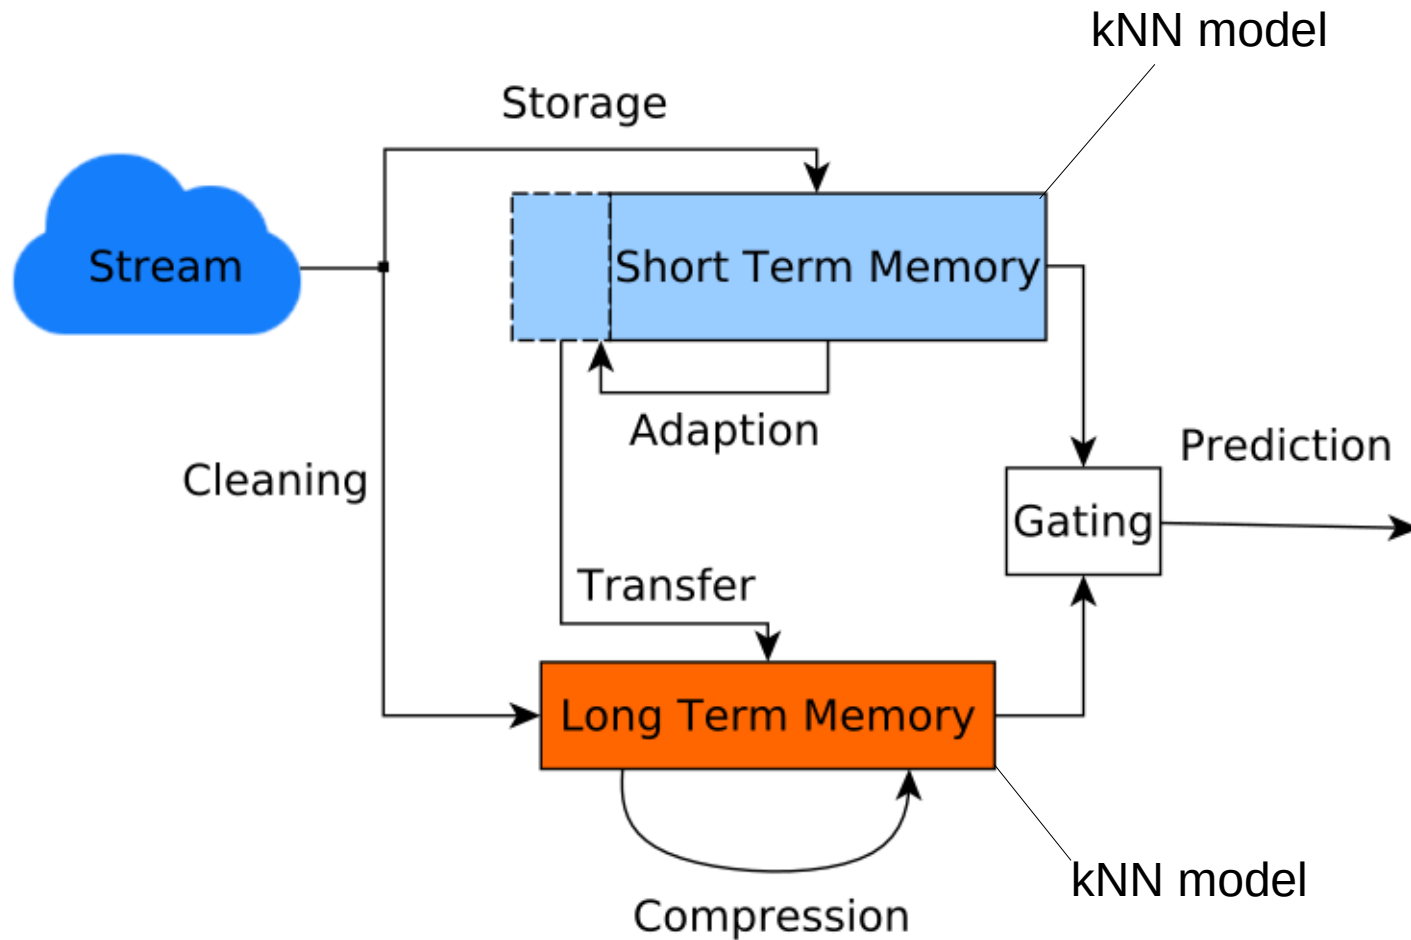 kNN model
Storage
Stream
Short Term Memory
Adaption
Prediction
Cleaning
Gating
Transfer
Long Term Memory
kNN model
Compression